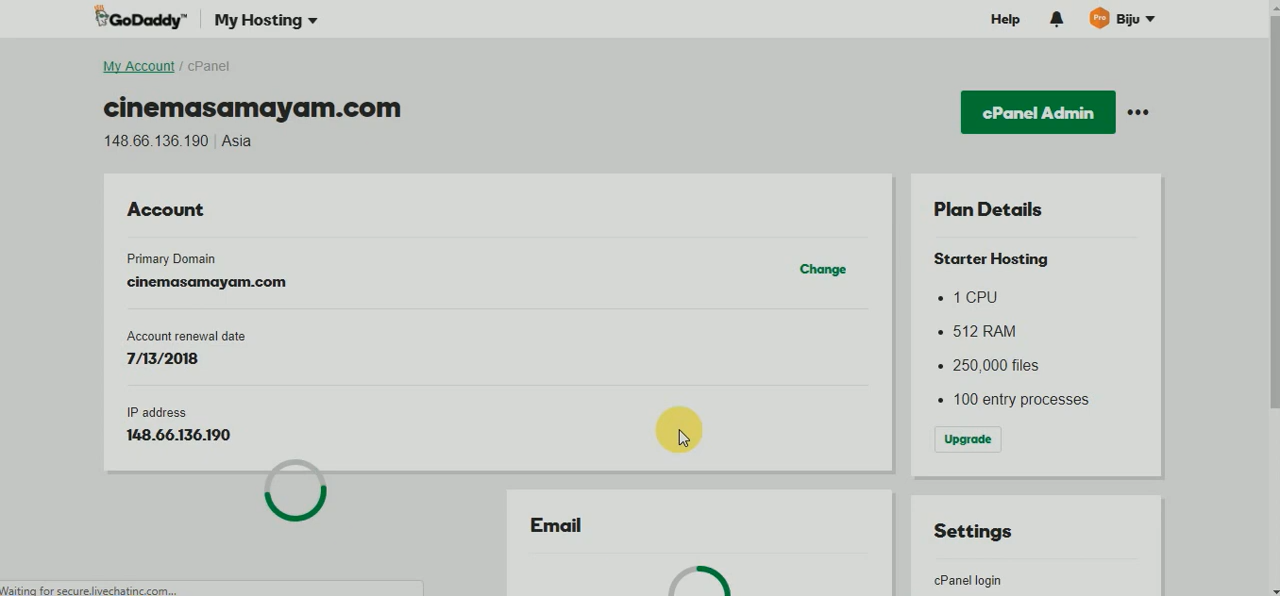 GoDaddy™ My Hosting
Help Pro Biju
My Account / cPanel
cinemasamayam.com
cPanel Admin
148.66.136.190 | Asia
Account
Primary Domain
cinemasamayam.com
Change
Account renewal date
7/13/2018
IP address
148.66.136.190
Plan Details
Starter Hosting
• 1 CPU
• 512 RAM
• 250,000 files
• 100 entry processes
Upgrade
Email
Settings
cPanel login
Waiting for secure.livechatinc.com...